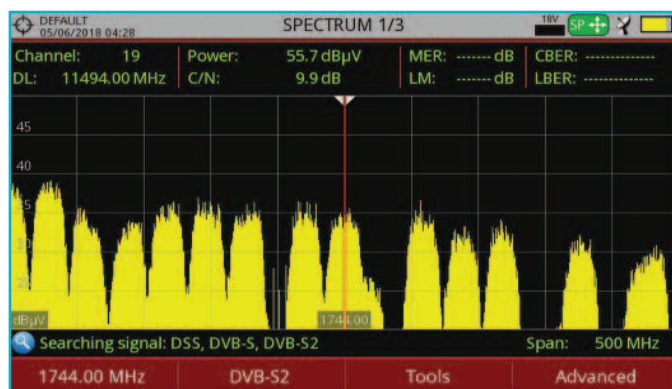 DEFAULT
05/06/2018 04:28
SPECTRUM 1/3
18V
SP
Channel: 19
Power: 55.7 dBµV
MER: ------- dB
CBER: --------------
DL: 11494.00 MHz
C/N: 9.9 dB
LM: ------- dB
LBER: --------------
45
40
35
30
25
dBµV
1744.00
Searching signal: DSS, DVB-S, DVB-S2
Span: 500 MHz
1744.00 MHz
DVB-S2
Tools
Advanced